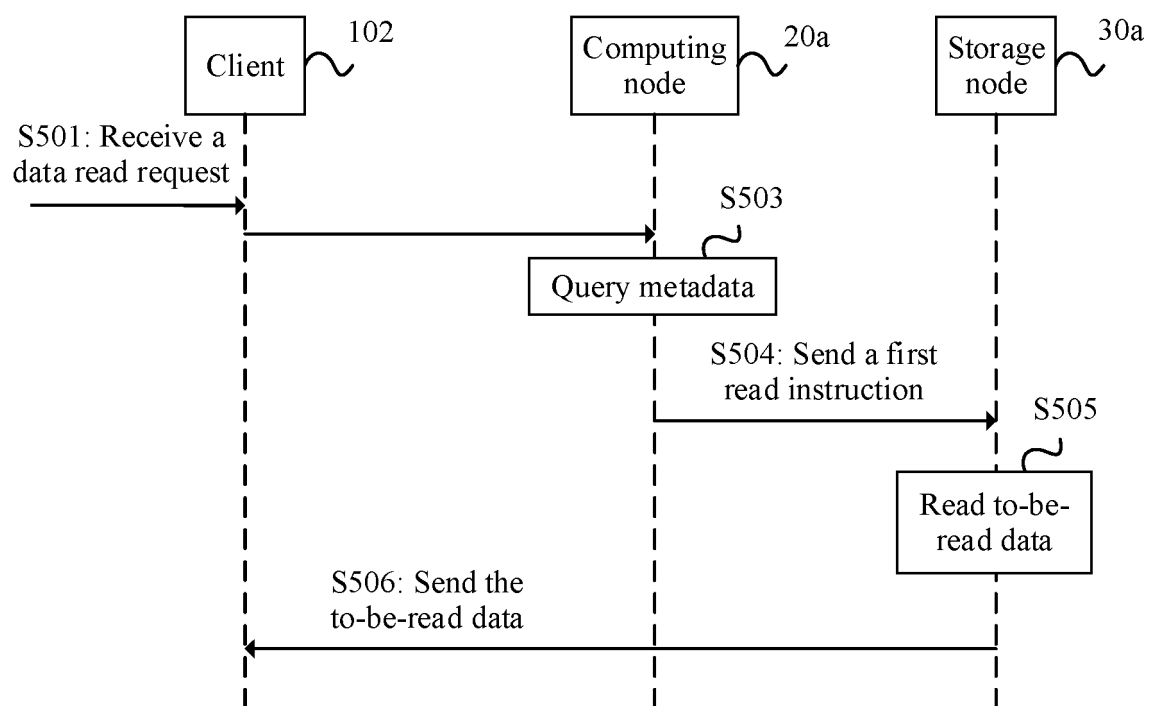 Client
102
Computing
node
20a
Storage
node
30a
S501: Receive a
data read request
S503
Query metadata
S504: Send a first
read instruction
S505
Read to-be-
read data
S506: Send the
to-be-read data